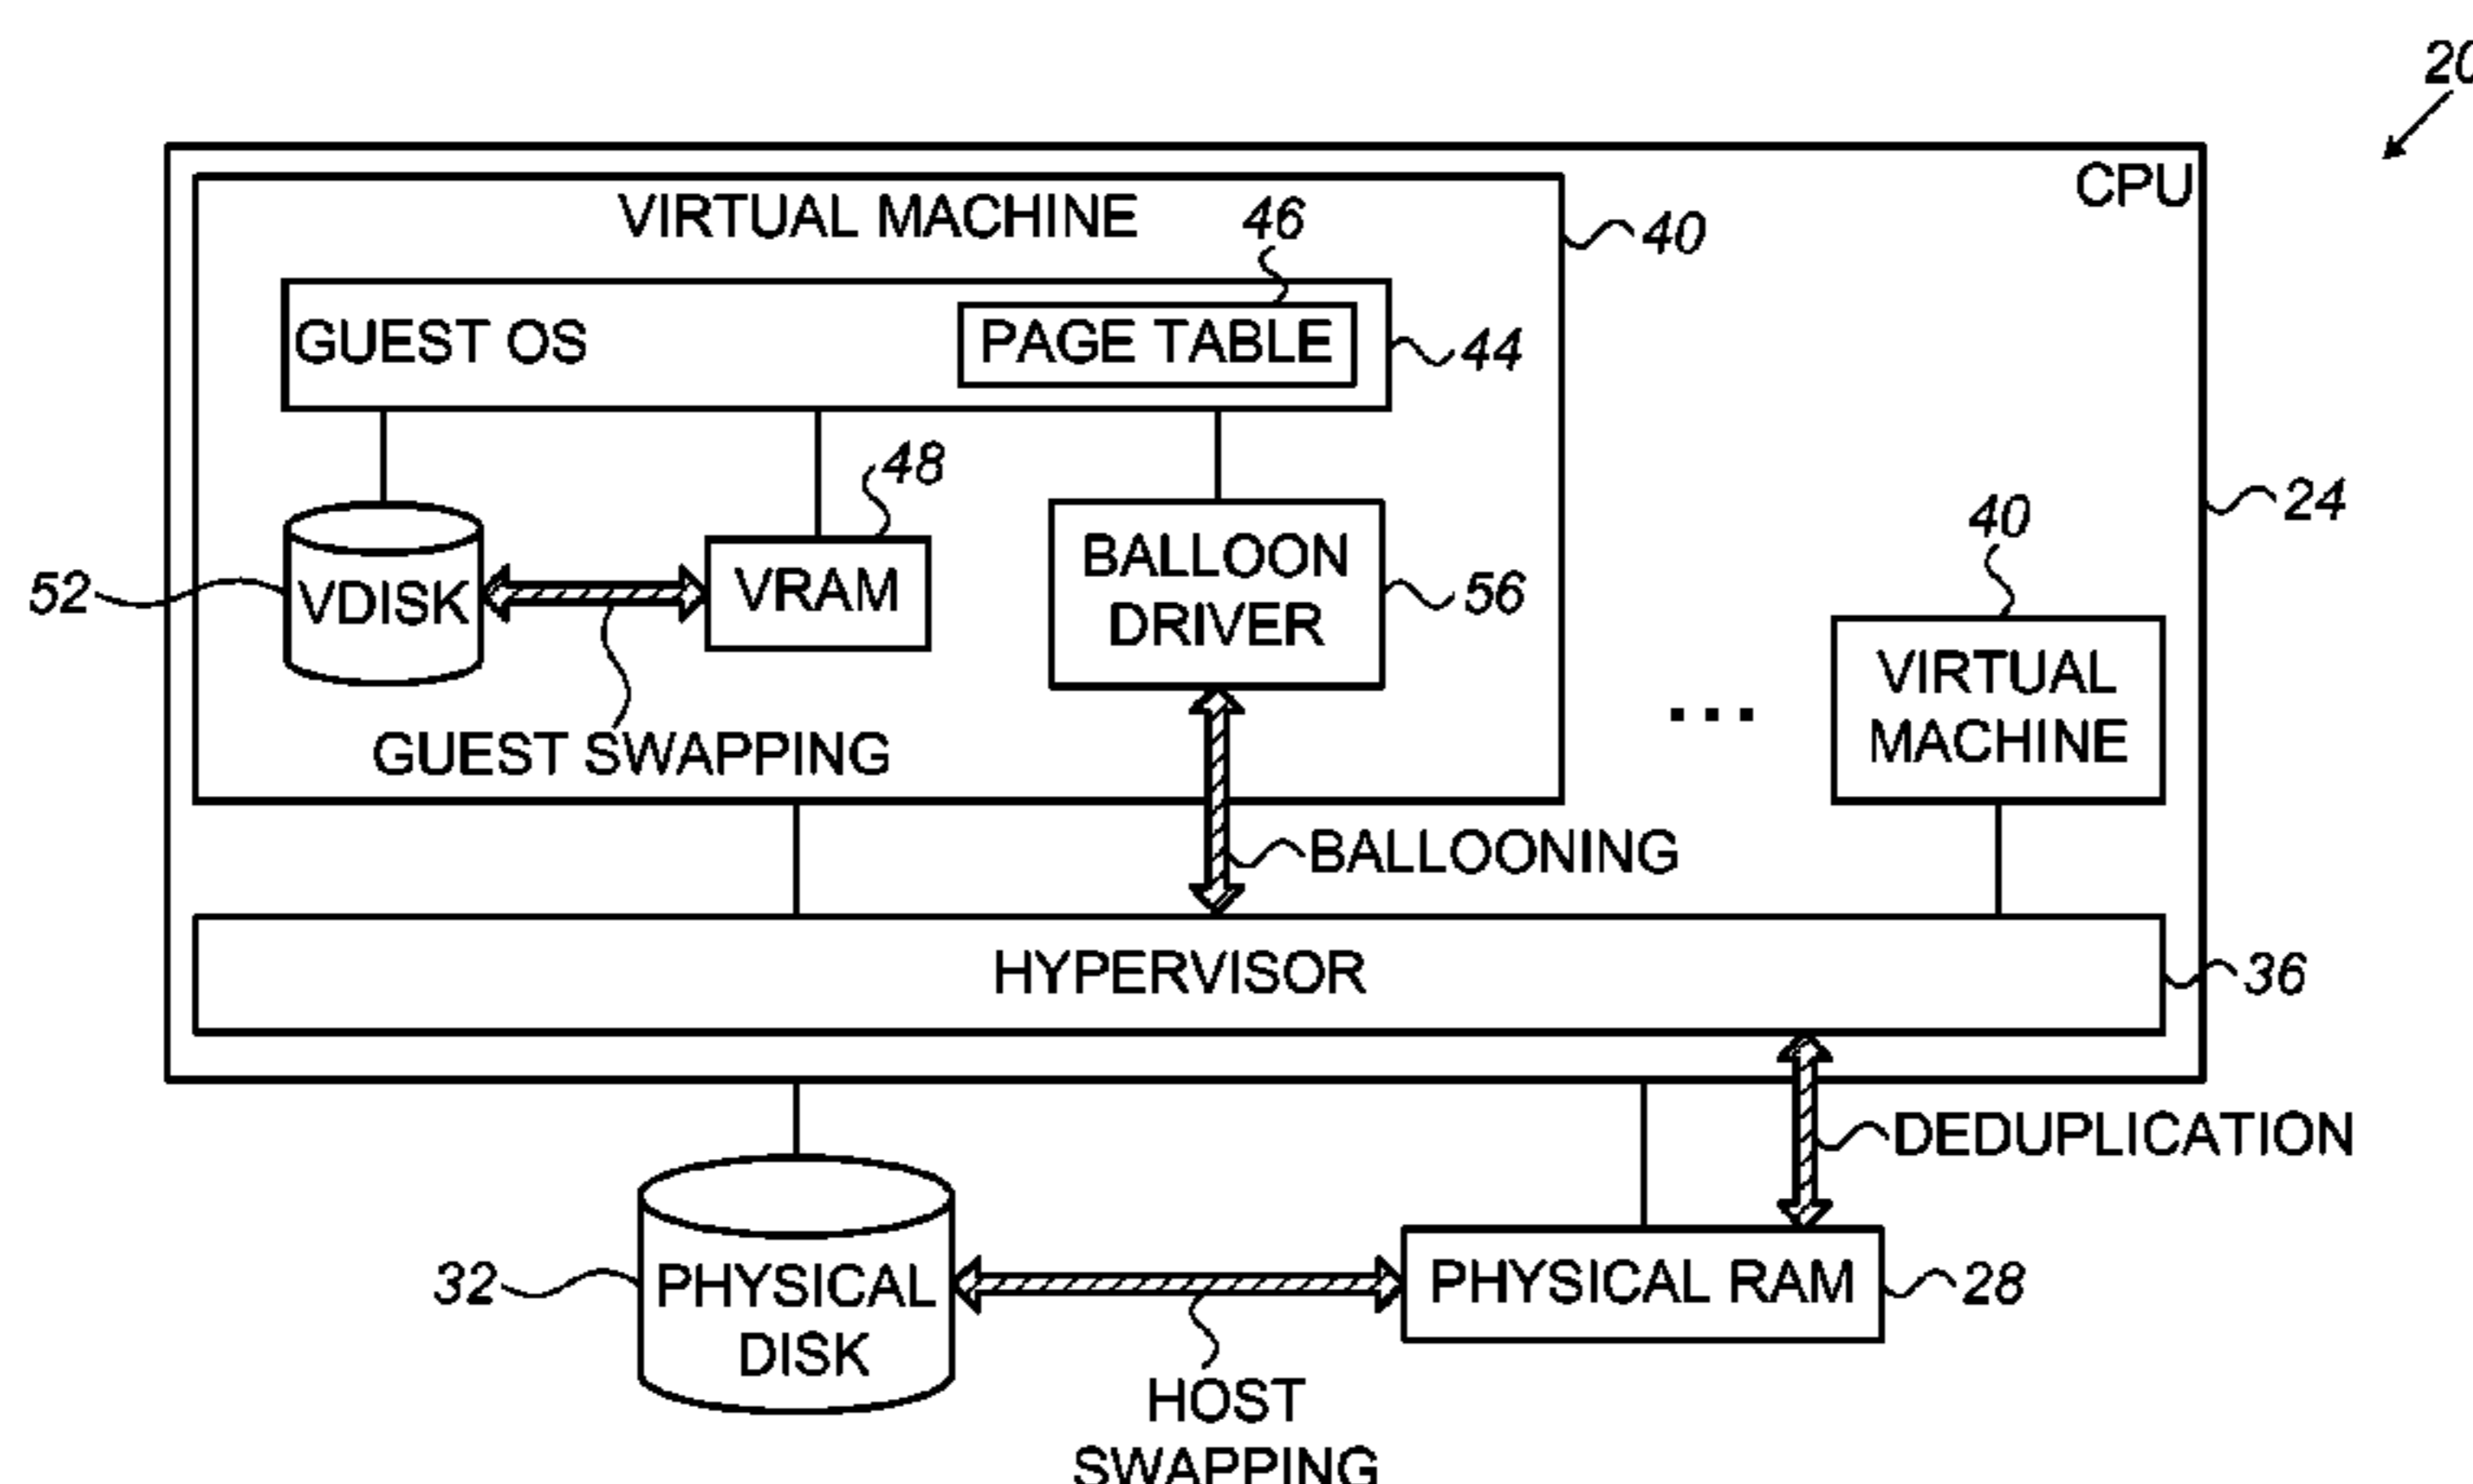 20
CPU
VIRTUAL MACHINE
46
40
GUEST OS
PAGE TABLE
44
48
24
40
52
VDISK
VRAM
BALLOON
DRIVER
56
VIRTUAL
MACHINE
...
GUEST SWAPPING
BALLOONING
HYPERVISOR
36
DEDUPLICATION
32
PHYSICAL
DISK
PHYSICAL RAM
28
HOST
SWAPPING